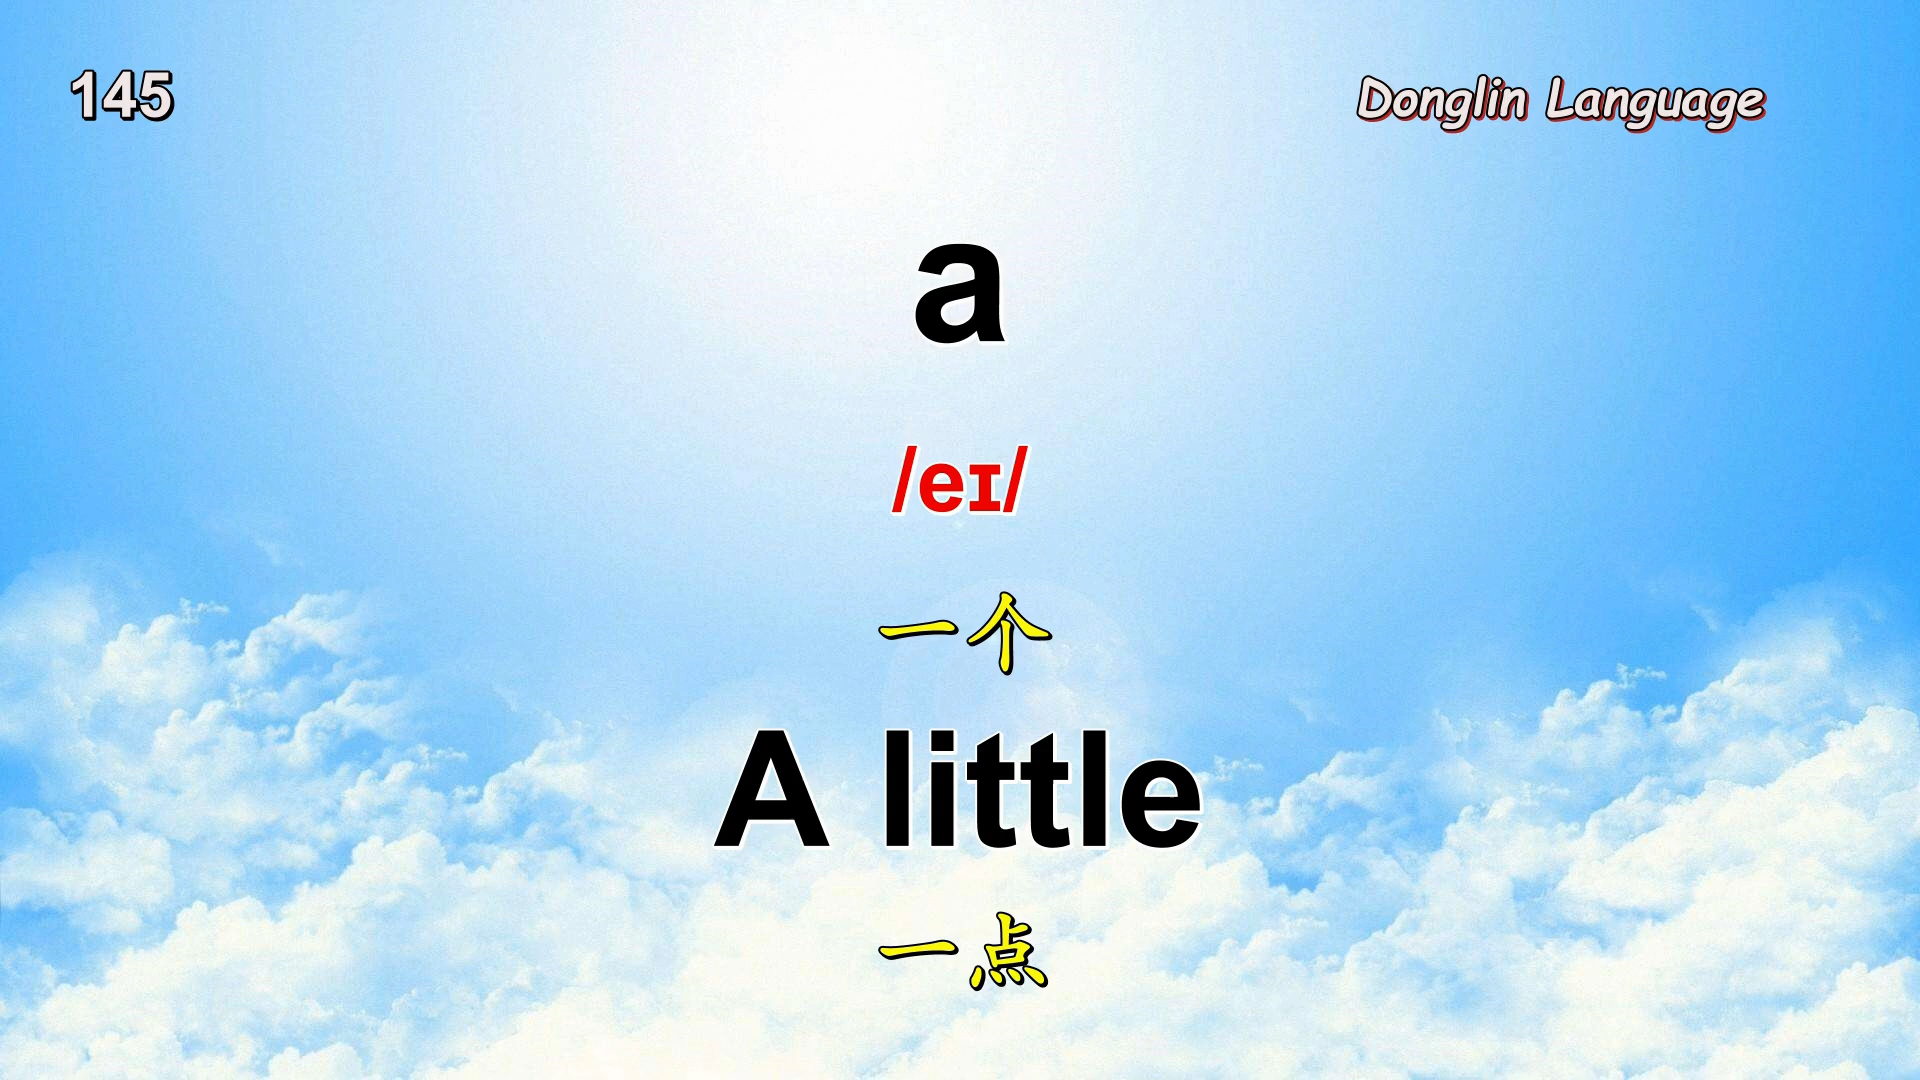 145
Donglin Language
a
/eɪ/
一个
A little
一点